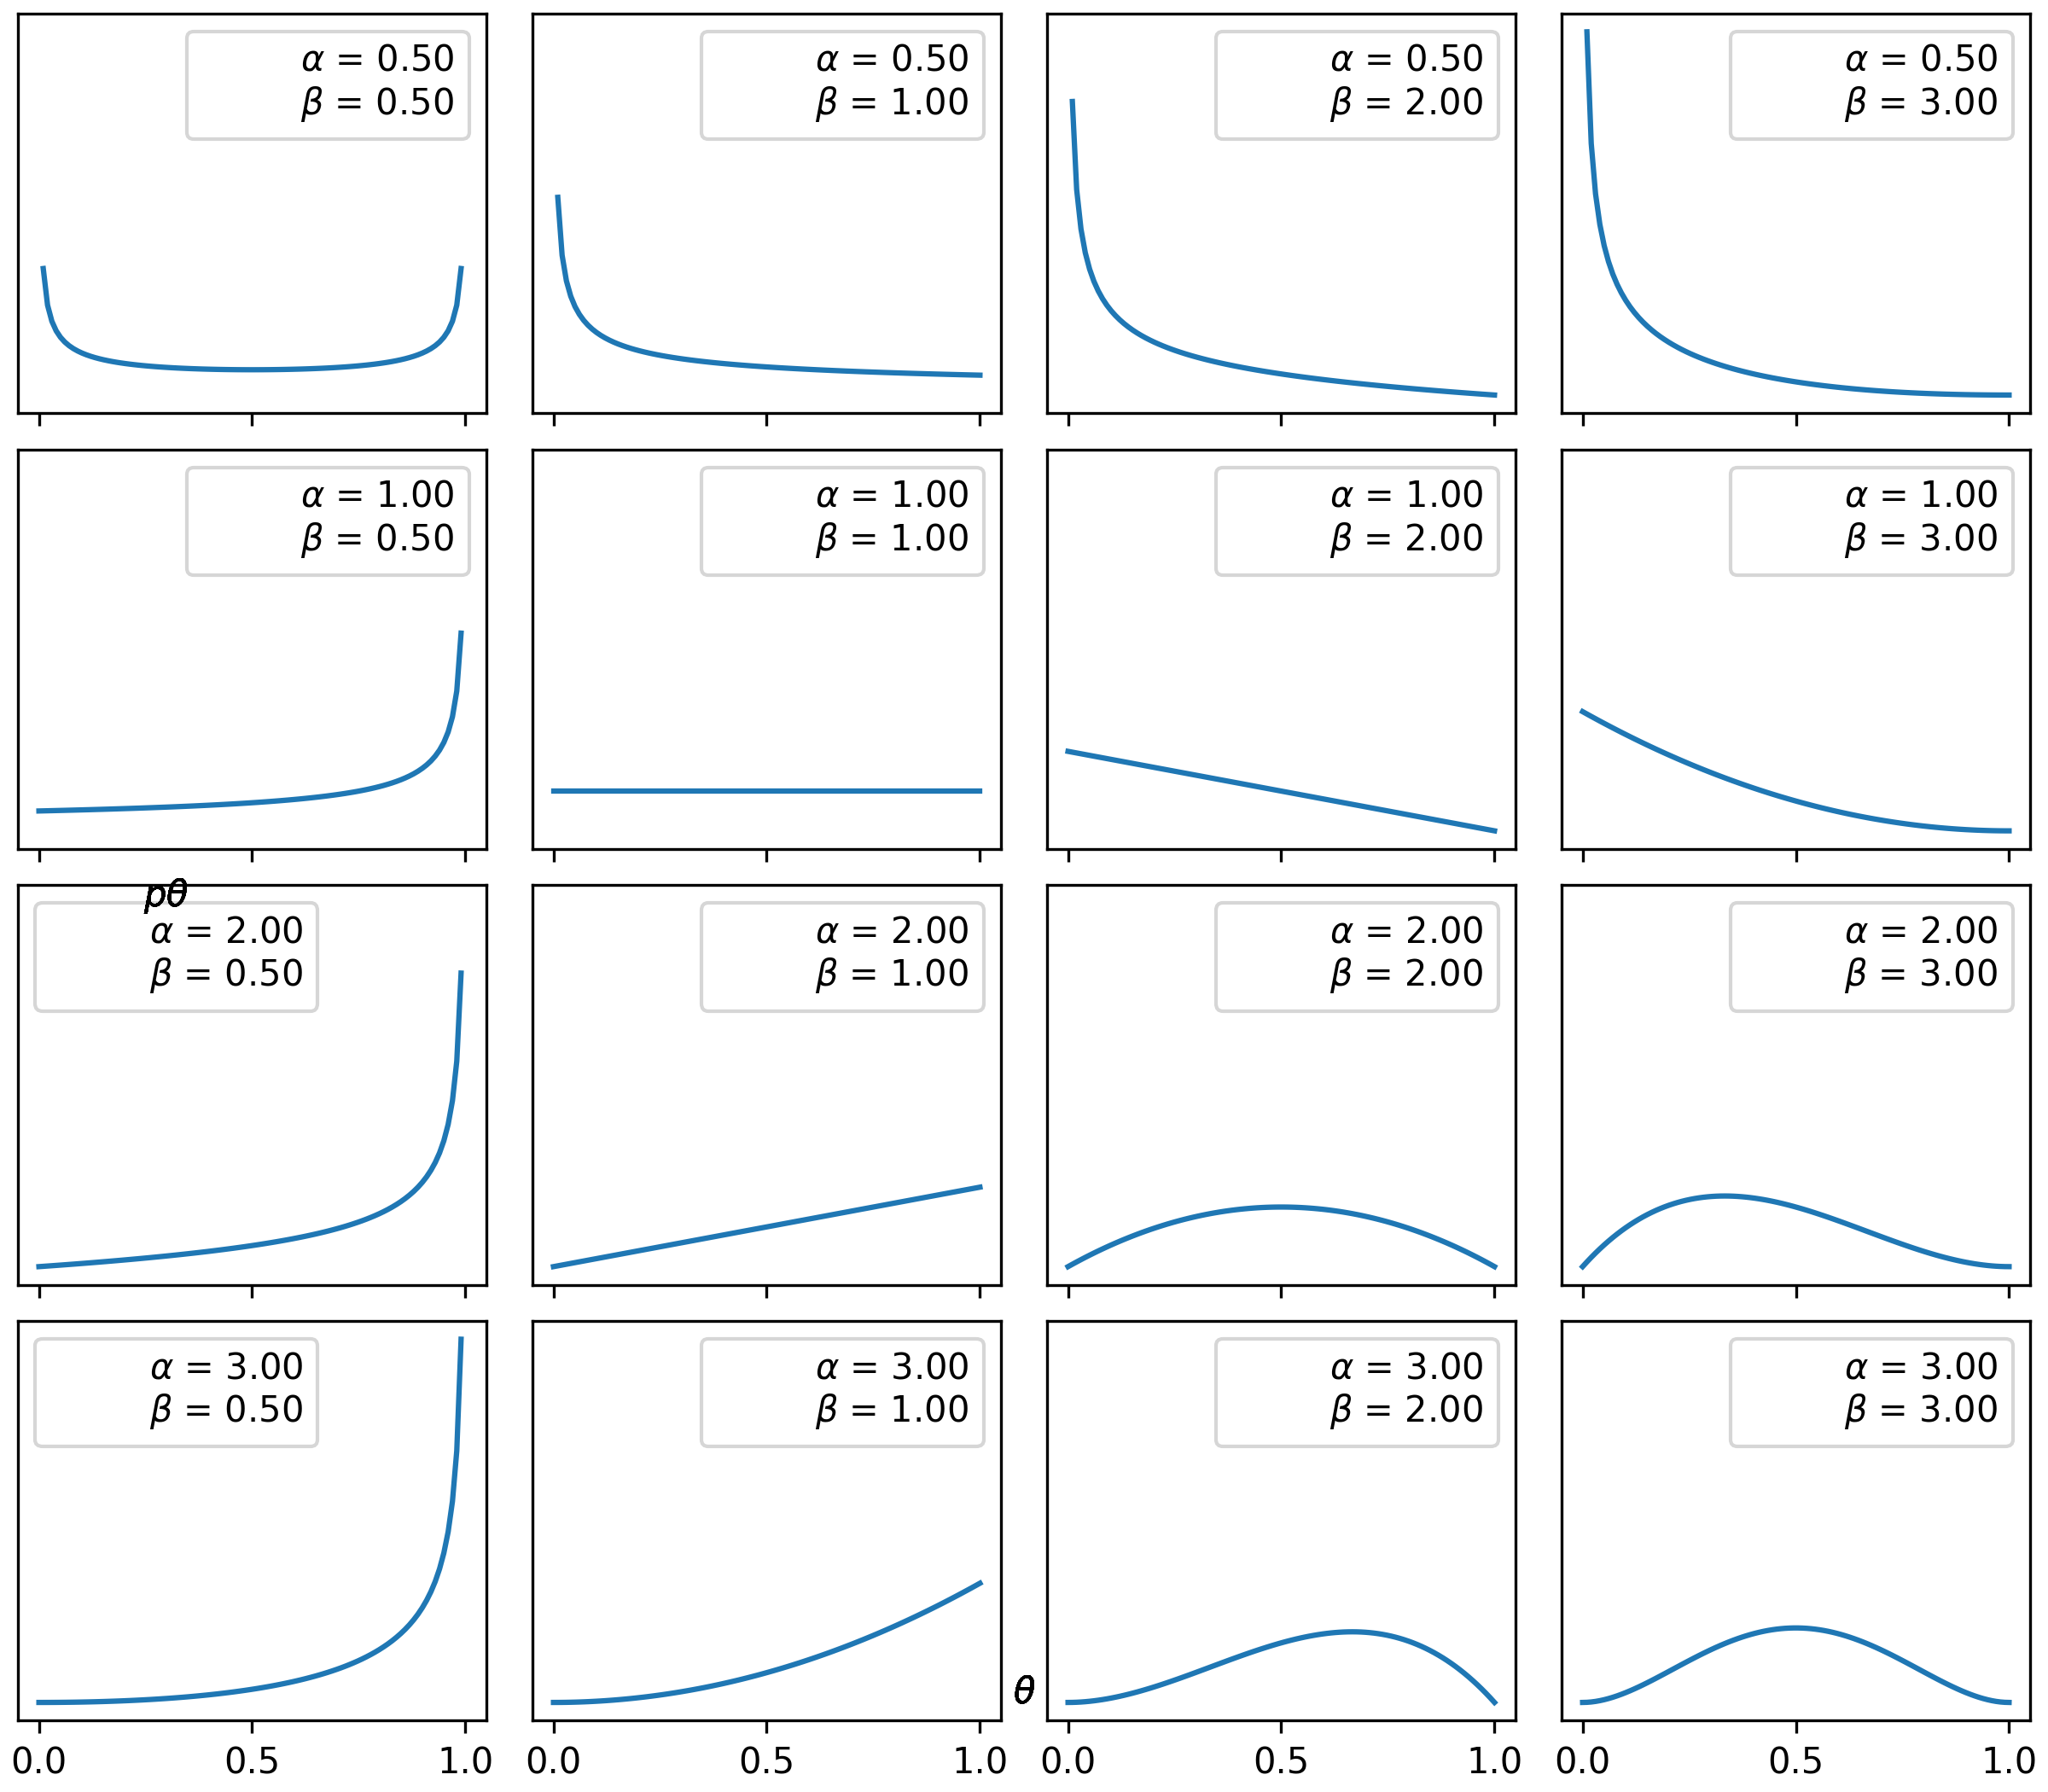 α = 0.50
β = 0.50
α = 0.50
β = 1.00
α = 0.50
β = 2.00
α = 0.50
β = 3.00
α = 1.00
β = 0.50
α = 1.00
β = 1.00
α = 1.00
β = 2.00
α = 1.00
β = 3.00
pθ
α = 2.00
β = 0.50
α = 2.00
β = 1.00
α = 2.00
β = 2.00
α = 2.00
β = 3.00
α = 3.00
β = 0.50
α = 3.00
β = 1.00
α = 3.00
β = 2.00
α = 3.00
β = 3.00
θ
0.0 0.5 1.0 0.0 0.5 1.0 0.0 0.5 1.0 0.0 0.5 1.0